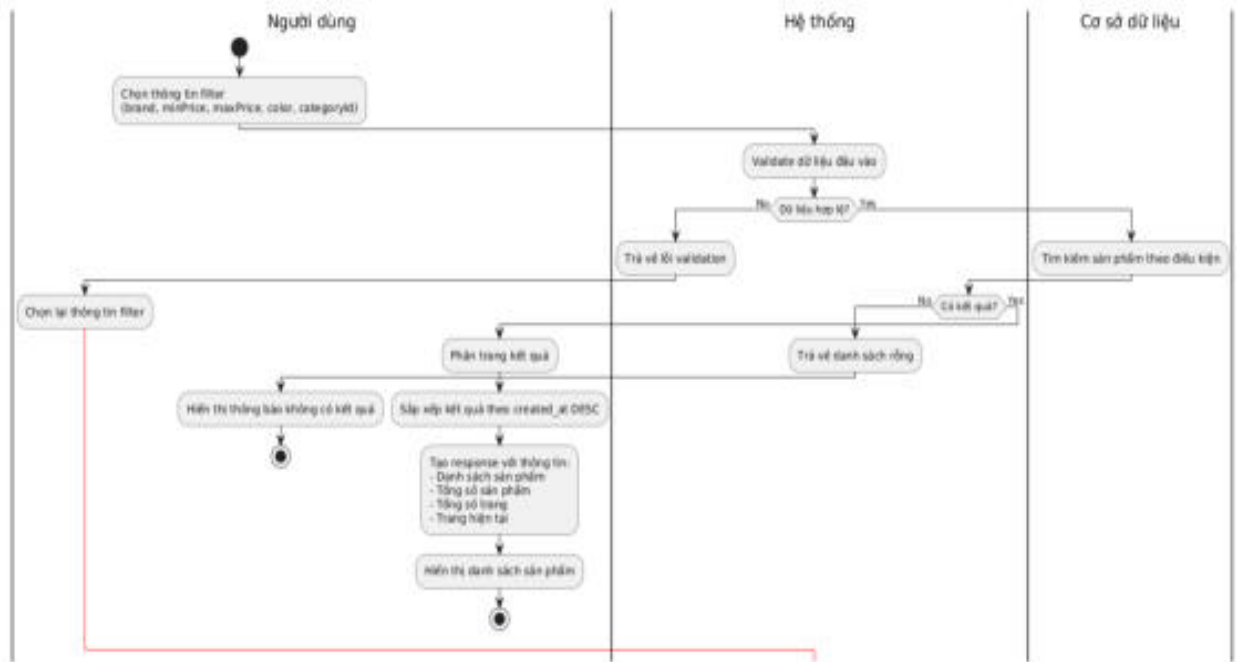 Người dùng
Hệ thống
Cơ sở dữ liệu
Chọn thông tin filter
(brand, minPrice, maxPrice, color, categoryId)
Validate dữ liệu đầu vào
No
Dữ liệu hợp lệ?
Yes
Trả về lỗi validation
Tìm kiếm sản phẩm theo điều kiện
Chọn lại thông tin filter
No
Có kết quả?
Yes
Phân trang kết quả
Trả về danh sách rỗng
Hiển thị thông báo không có kết quả
Sắp xếp kết quả theo created_at DESC
Tạo response với thông tin:
- Danh sách sản phẩm
- Tổng số sản phẩm
- Tổng số trang
- Trang hiện tại
Hiển thị danh sách sản phẩm